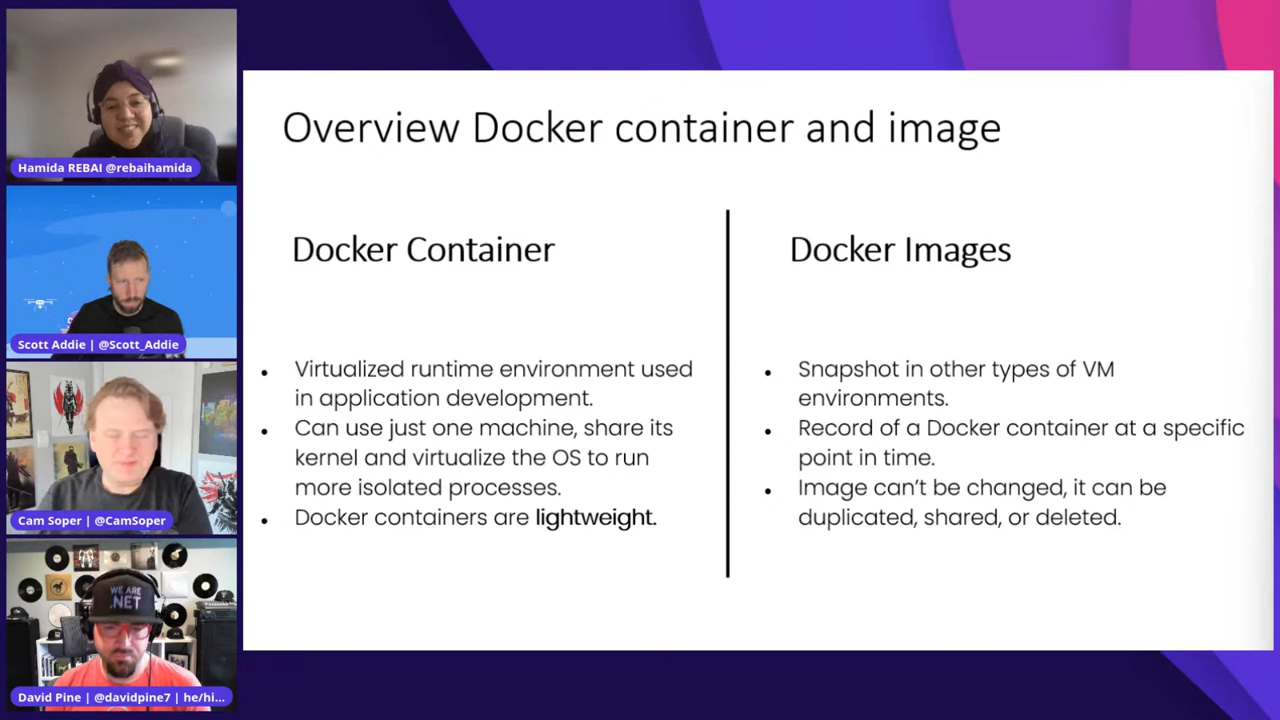 Hamida REBAI @rebaihamida
Scott Addie | @Scott_Addie
Cam Soper | @CamSoper
WE ARE
.NET
David Pine | @davidpine7 | he/hi...
Overview Docker container and image
Docker Container
• Virtualized runtime environment used
in application development.
• Can use just one machine, share its
kernel and virtualize the OS to run
more isolated processes.
• Docker containers are lightweight.
Docker Images
• Snapshot in other types of VM
environments.
• Record of a Docker container at a specific
point in time.
• Image can’t be changed, it can be
duplicated, shared, or deleted.